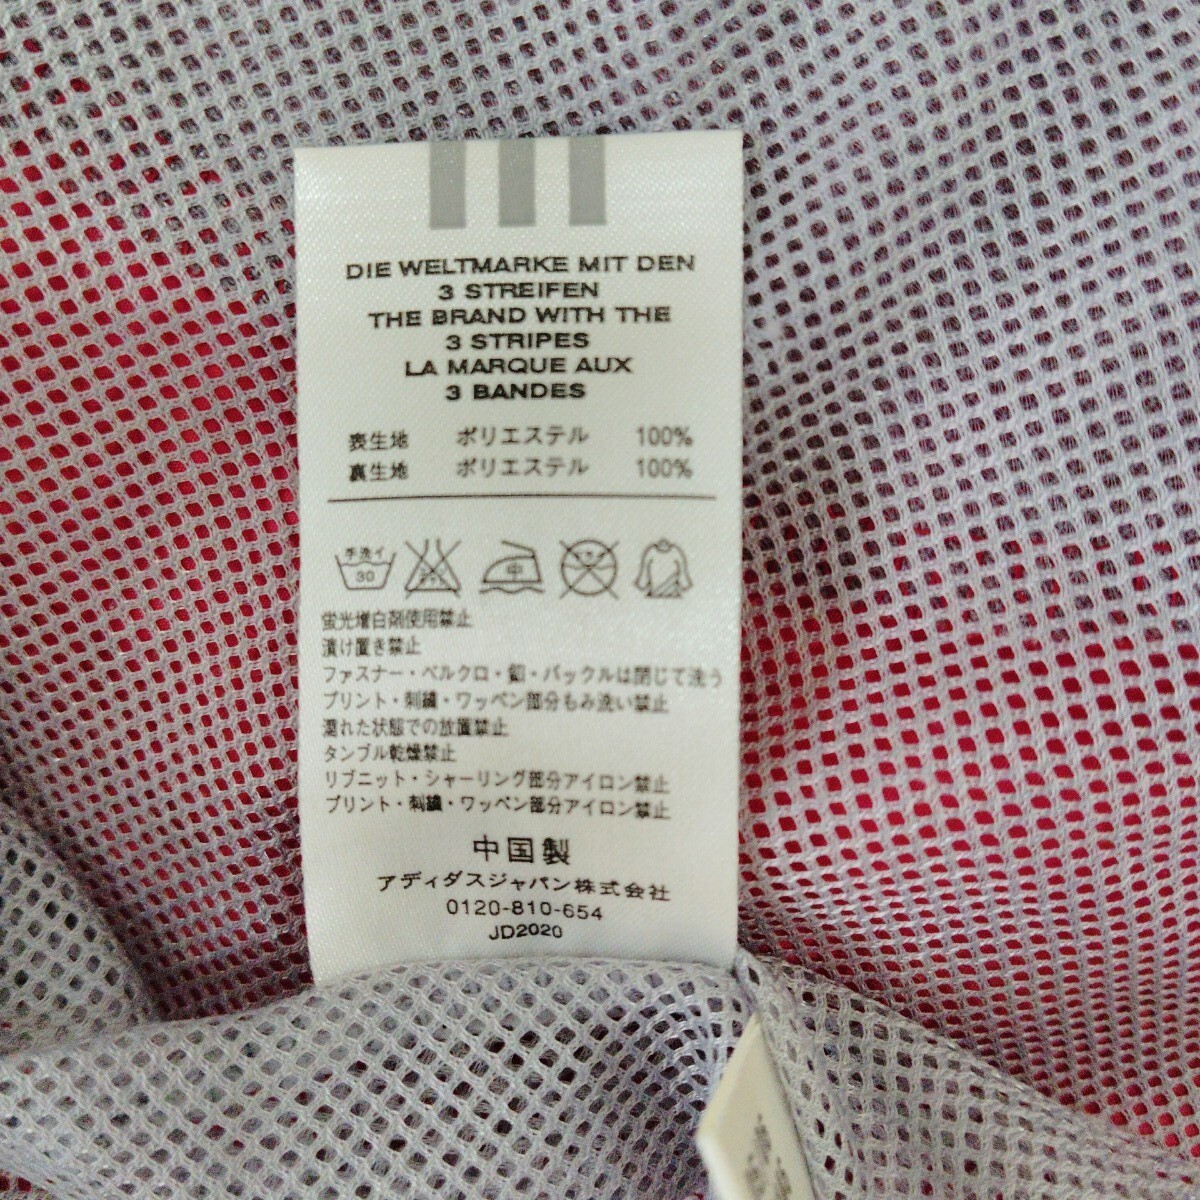 DIE WELTMARKE MIT DEN
3 STREIFEN
THE BRAND WITH THE
3 STRIPES
LA MARQUE AUX
3 BANDES
表生地 ポリエステル 100%
裏生地 ポリエステル 100%
手洗イ 30 中
蛍光増白剤使用禁止
漬け置き禁止
ファスナー・ベルクロ・釦・バックルは閉じて洗う
プリント・刺繍・ワッペン部分もみ洗い禁止
濡れた状態での放置禁止
タンブル乾燥禁止
リブニット・シャーリング部分アイロン禁止
プリント・刺繍・ワッペン部分アイロン禁止
中国製
アディダスジャパン株式会社
0120-810-654
JD2020